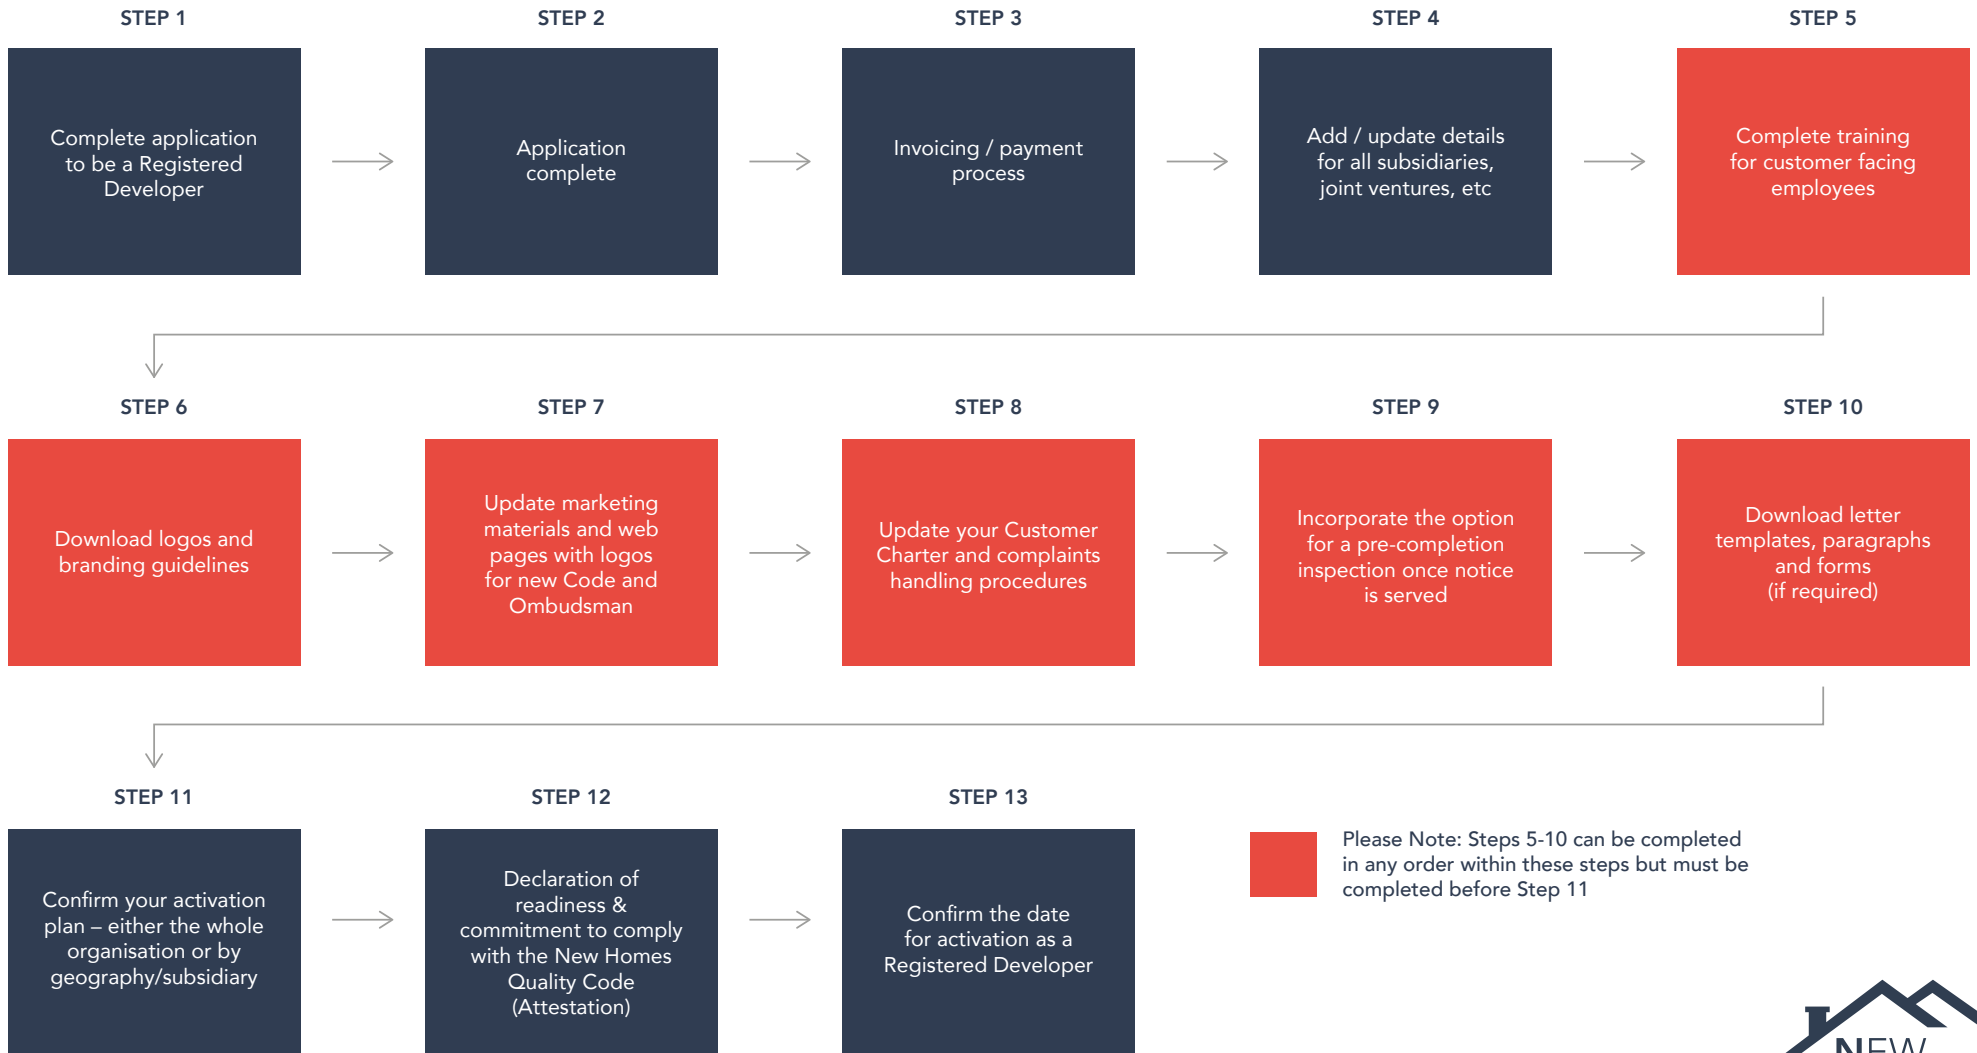 STEP 1
STEP 2
STEP 3
STEP 4
STEP 5
Complete application
to be a Registered
Developer
Application
complete
Invoicing / payment
process
Add / update details
for all subsidiaries,
joint ventures, etc
Complete training
for customer facing
employees
STEP 6
STEP 7
STEP 8
STEP 9
STEP 10
Download logos and
branding guidelines
Update marketing
materials and web
pages with logos
for new Code and
Ombudsman
Update your Customer
Charter and complaints
handling procedures
Incorporate the option
for a pre-completion
inspection once notice
is served
Download letter
templates, paragraphs
and forms
(if required)
STEP 11
STEP 12
STEP 13
Confirm your activation
plan – either the whole
organisation or by
geography/subsidiary
Declaration of
readiness &
commitment to comply
with the New Homes
Quality Code
(Attestation)
Confirm the date
for activation as a
Registered Developer
Please Note: Steps 5-10 can be completed
in any order within these steps but must be
completed before Step 11
NEW